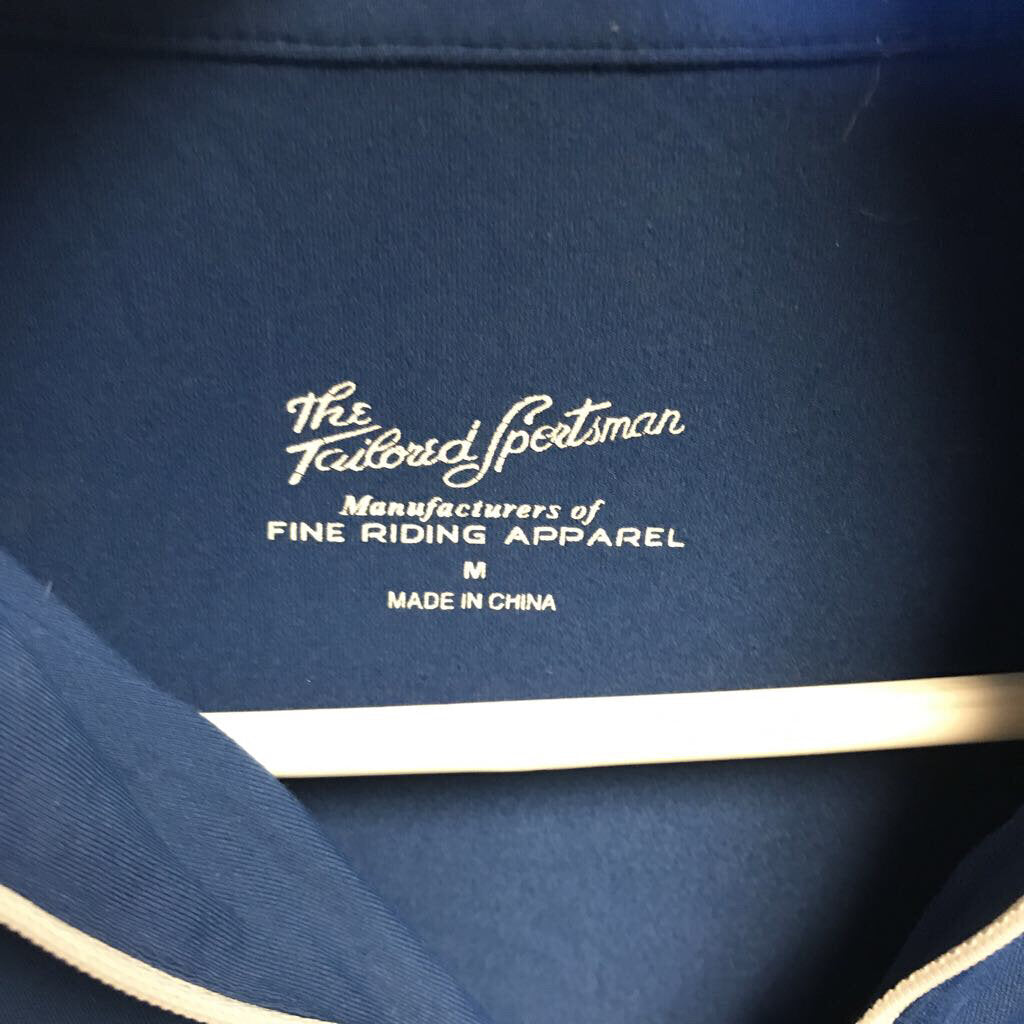 The
Tailored Sportsman
Manufacturers of
FINE RIDING APPAREL
M
MADE IN CHINA